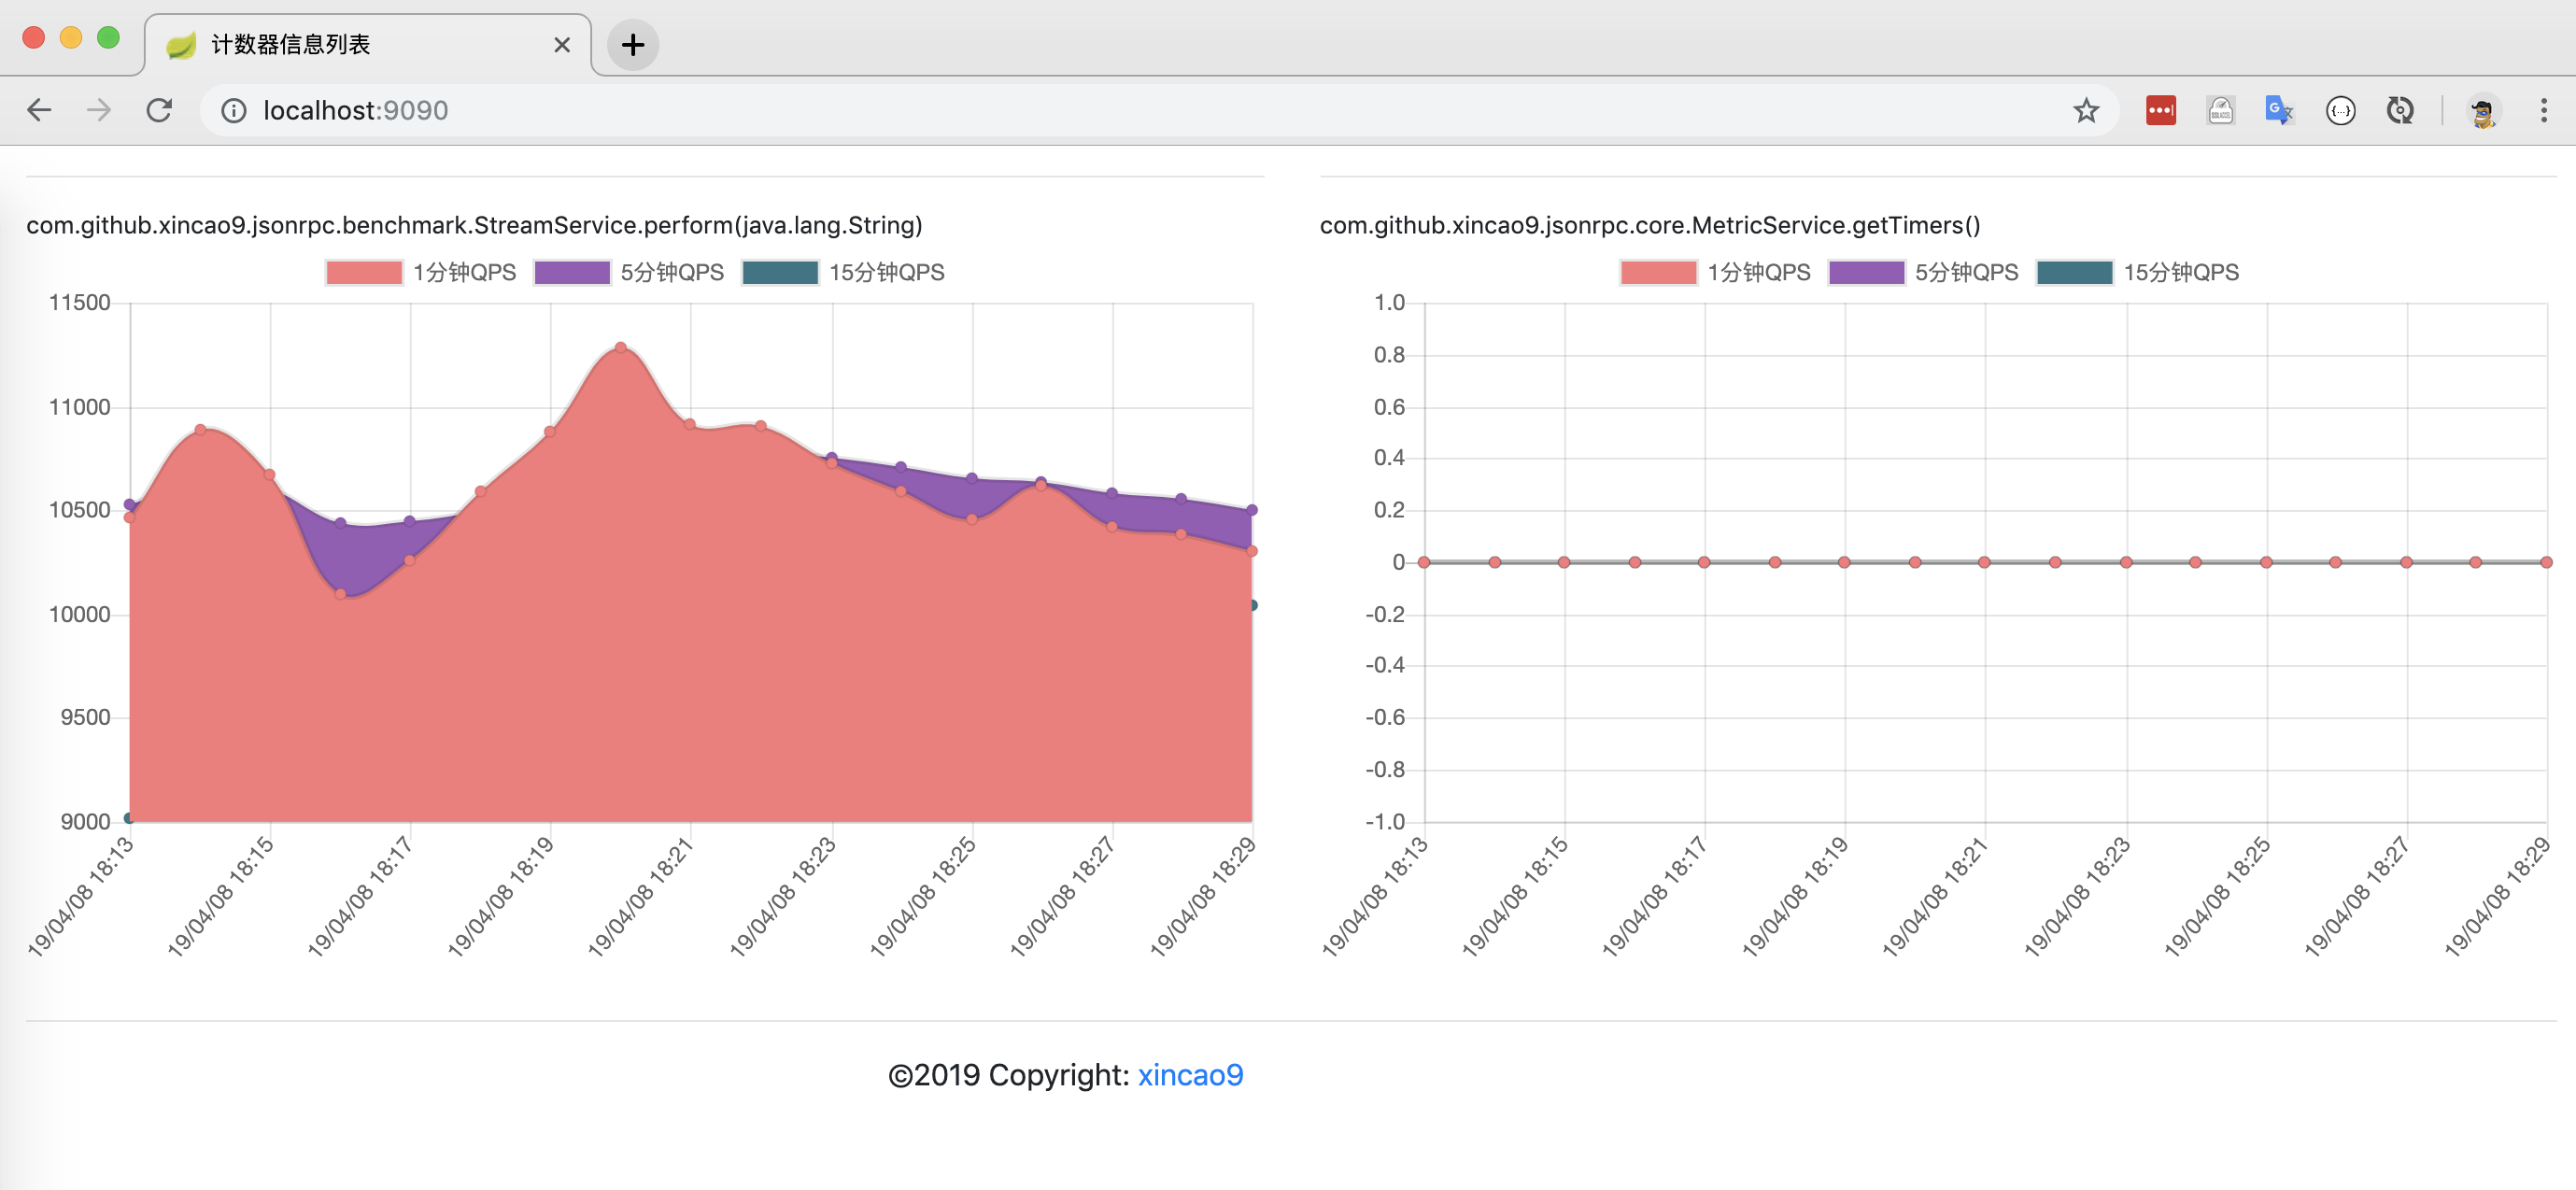 计数器信息列表
localhost:9090
com.github.xincao9.jsonrpc.benchmark.StreamService.perform(java.lang.String)
1分钟QPS 5分钟QPS 15分钟QPS
11500
11000
10500
10000
9500
9000
19/04/08 18:13 19/04/08 18:15 19/04/08 18:17 19/04/08 18:19 19/04/08 18:21 19/04/08 18:23 19/04/08 18:25 19/04/08 18:27 19/04/08 18:29
com.github.xincao9.jsonrpc.core.MetricService.getTimers()
1分钟QPS 5分钟QPS 15分钟QPS
1.0
0.8
0.6
0.4
0.2
0
-0.2
-0.4
-0.6
-0.8
-1.0
19/04/08 18:13 19/04/08 18:15 19/04/08 18:17 19/04/08 18:19 19/04/08 18:21 19/04/08 18:23 19/04/08 18:25 19/04/08 18:27 19/04/08 18:29
©2019 Copyright: xincao9